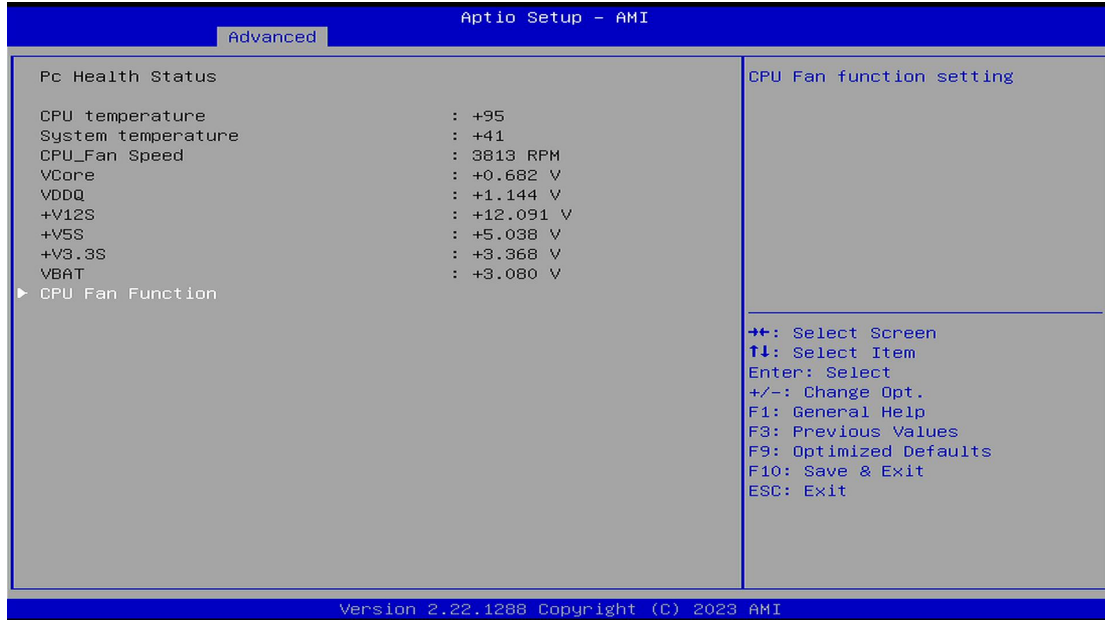 Aptio Setup – AMI
Advanced
Pc Health Status
CPU temperature : +95
System temperature : +41
CPU_Fan Speed : 3813 RPM
VCore : +0.682 V
VDDQ : +1.144 V
+V12S : +12.091 V
+V5S : +5.038 V
+V3.3S : +3.368 V
VBAT : +3.080 V
▶ CPU Fan Function
CPU Fan function setting
→←: Select Screen
↑↓: Select Item
Enter: Select
+/-: Change Opt.
F1: General Help
F3: Previous Values
F9: Optimized Defaults
F10: Save & Exit
ESC: Exit
Version 2.22.1288 Copyright (C) 2023 AMI